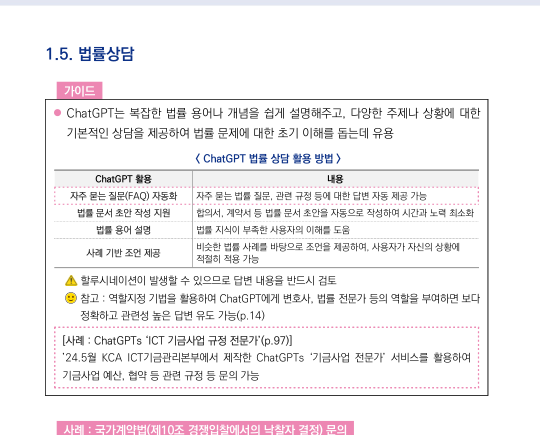 1.5. 법률상담
가이드
● ChatGPT는 복잡한 법률 용어나 개념을 쉽게 설명해주고, 다양한 주제나 상황에 대한
기본적인 상담을 제공하여 법률 문제에 대한 초기 이해를 돕는데 유용
< ChatGPT 법률 상담 활용 방법 >
ChatGPT 활용 내용
자주 묻는 질문(FAQ) 자동화 자주 묻는 법률 질문, 관련 규정 등에 대한 답변 자동 제공 가능
법률 문서 초안 작성 지원 합의서, 계약서 등 법률 문서 초안을 자동으로 작성하여 시간과 노력 최소화
법률 용어 설명 법률 지식이 부족한 사용자의 이해를 도움
사례 기반 조언 제공 비슷한 법률 사례를 바탕으로 조언을 제공하여, 사용자가 자신의 상황에
적절히 적용 가능
할루시네이션이 발생할 수 있으므로 답변 내용을 반드시 검토
참고 : 역할지정 기법을 활용하여 ChatGPT에게 변호사, 법률 전문가 등의 역할을 부여하면 보다
정확하고 관련성 높은 답변 유도 가능(p.14)
[사례 : ChatGPTs ‘ICT 기금사업 규정 전문가’(p.97)]
’24.5월 KCA ICT기금관리본부에서 제작한 ChatGPTs ‘기금사업 전문가’ 서비스를 활용하여
기금사업 예산, 협약 등 관련 규정 등 문의 가능
사례 : 국가계약법(제10조 경쟁입찰에서의 낙찰자 결정) 문의